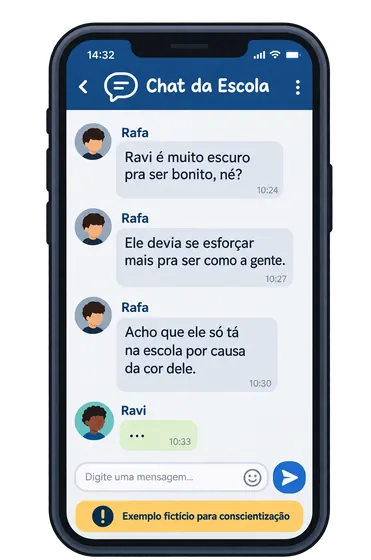 14:32
Chat da Escola
Rafa
Ravi é muito escuro
pra ser bonito, né?
10:24
Rafa
Ele devia se esforçar
mais pra ser como a gente.
10:27
Rafa
Acho que ele só tá
na escola por causa
da cor dele.
10:30
Ravi
...
10:33
Digite uma mensagem...
! Exemplo fictício para conscientização